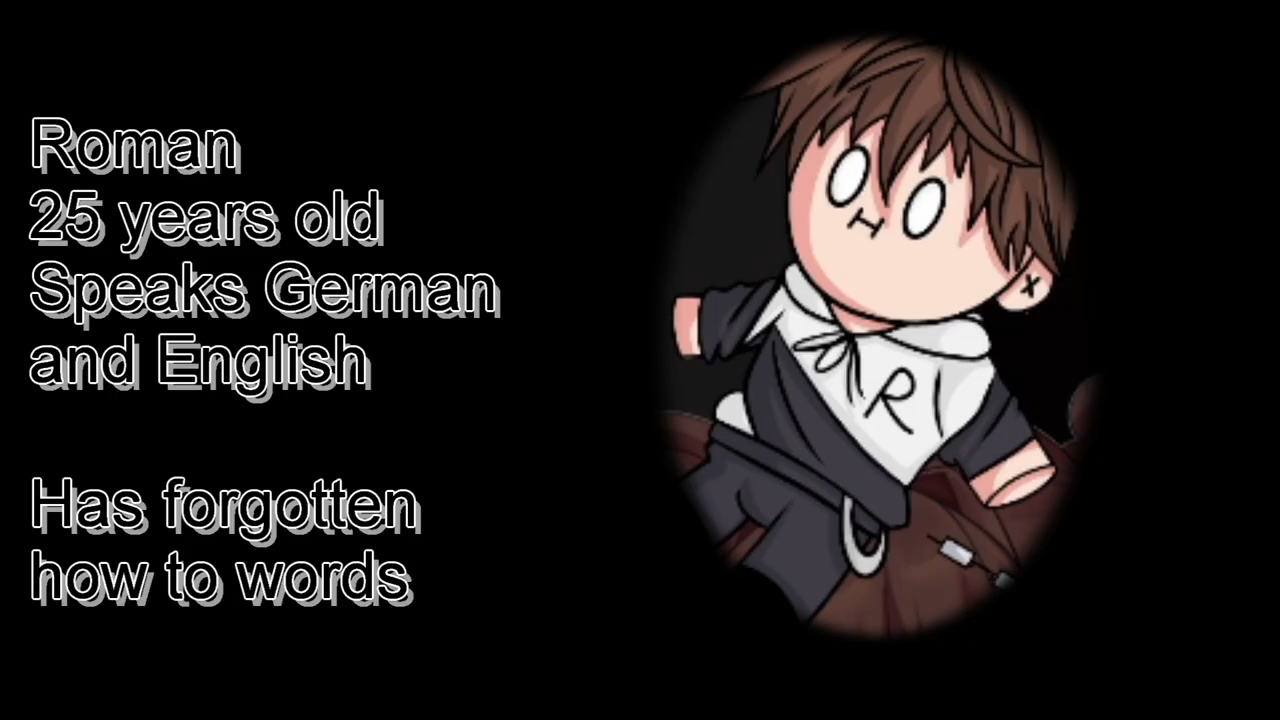 Roman
25 years old
Speaks German
and English
Has forgotten
how to words
R